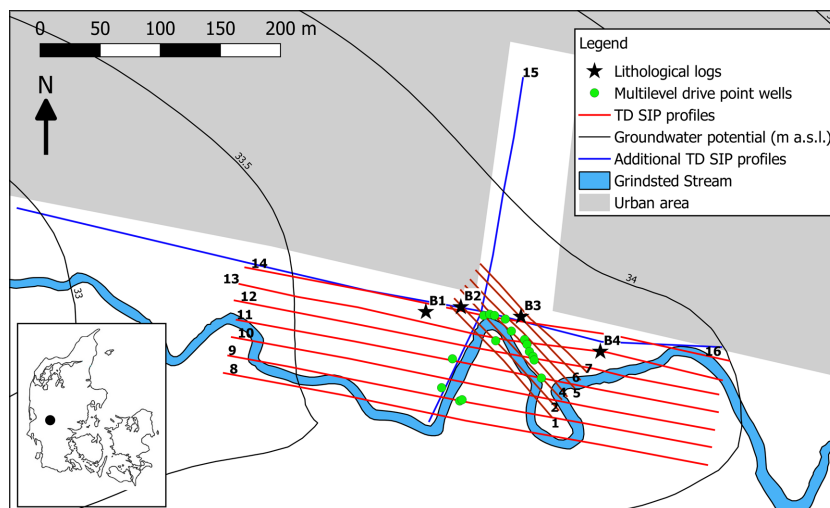 0 50 100 150 200 m
N
33.5
33
34
15
14
13
12
11
10
9
8
B1
B2
B3
B4
16
7
6
5
4
2
1
Legend
Lithological logs
Multilevel drive point wells
TD SIP profiles
Groundwater potential (m a.s.l.)
Additional TD SIP profiles
Grindsted Stream
Urban area